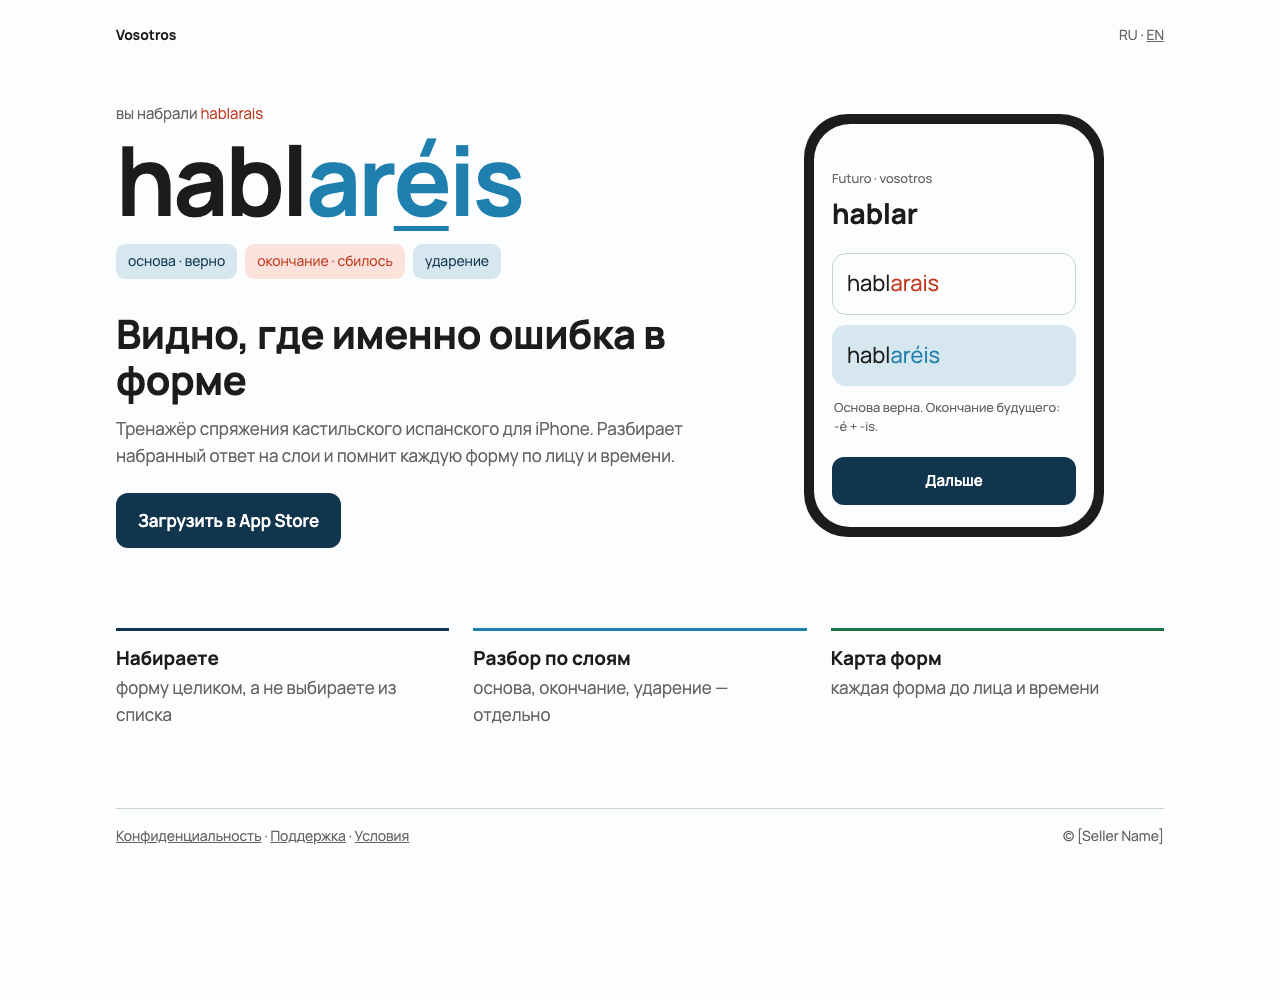 Vosotros
RU · EN
вы набрали hablarais
hablaréis
основа · верно
окончание · сбилось
ударение
Видно, где именно ошибка в
форме
Тренажёр спряжения кастильского испанского для iPhone. Разбирает
набранный ответ на слои и помнит каждую форму по лицу и времени.
Загрузить в App Store
Futuro · vosotros
hablar
hablarais
hablaréis
Основа верна. Окончание будущего:
-é + -is.
Дальше
Набираете
форму целиком, а не выбираете из
списка
Разбор по слоям
основа, окончание, ударение —
отдельно
Карта форм
каждая форма до лица и времени
Конфиденциальность · Поддержка · Условия
© [Seller Name]